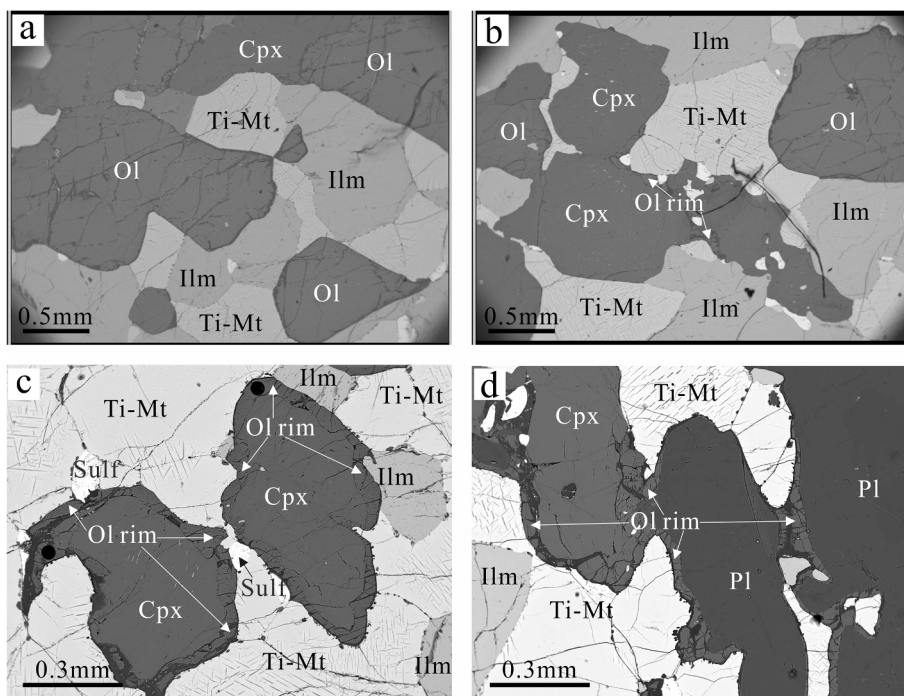 a
Cpx
Ol
Ti-Mt
Ol
Ilm
Ilm
Ol
Ti-Mt
0.5mm
b
Ilm
Cpx
Ti-Mt
Ol
Ol
Cpx
Ol rim
Ilm
Ti-Mt
Ilm
0.5mm
c
Ilm
Ti-Mt
Ti-Mt
Ol rim
Sulf
Ilm
Cpx
Ol rim
Sulf
Cpx
Ti-Mt
Ilm
0.3mm
d
Ti-Mt
Cpx
Pl
Ol rim
Pl
Ilm
Ti-Mt
0.3mm